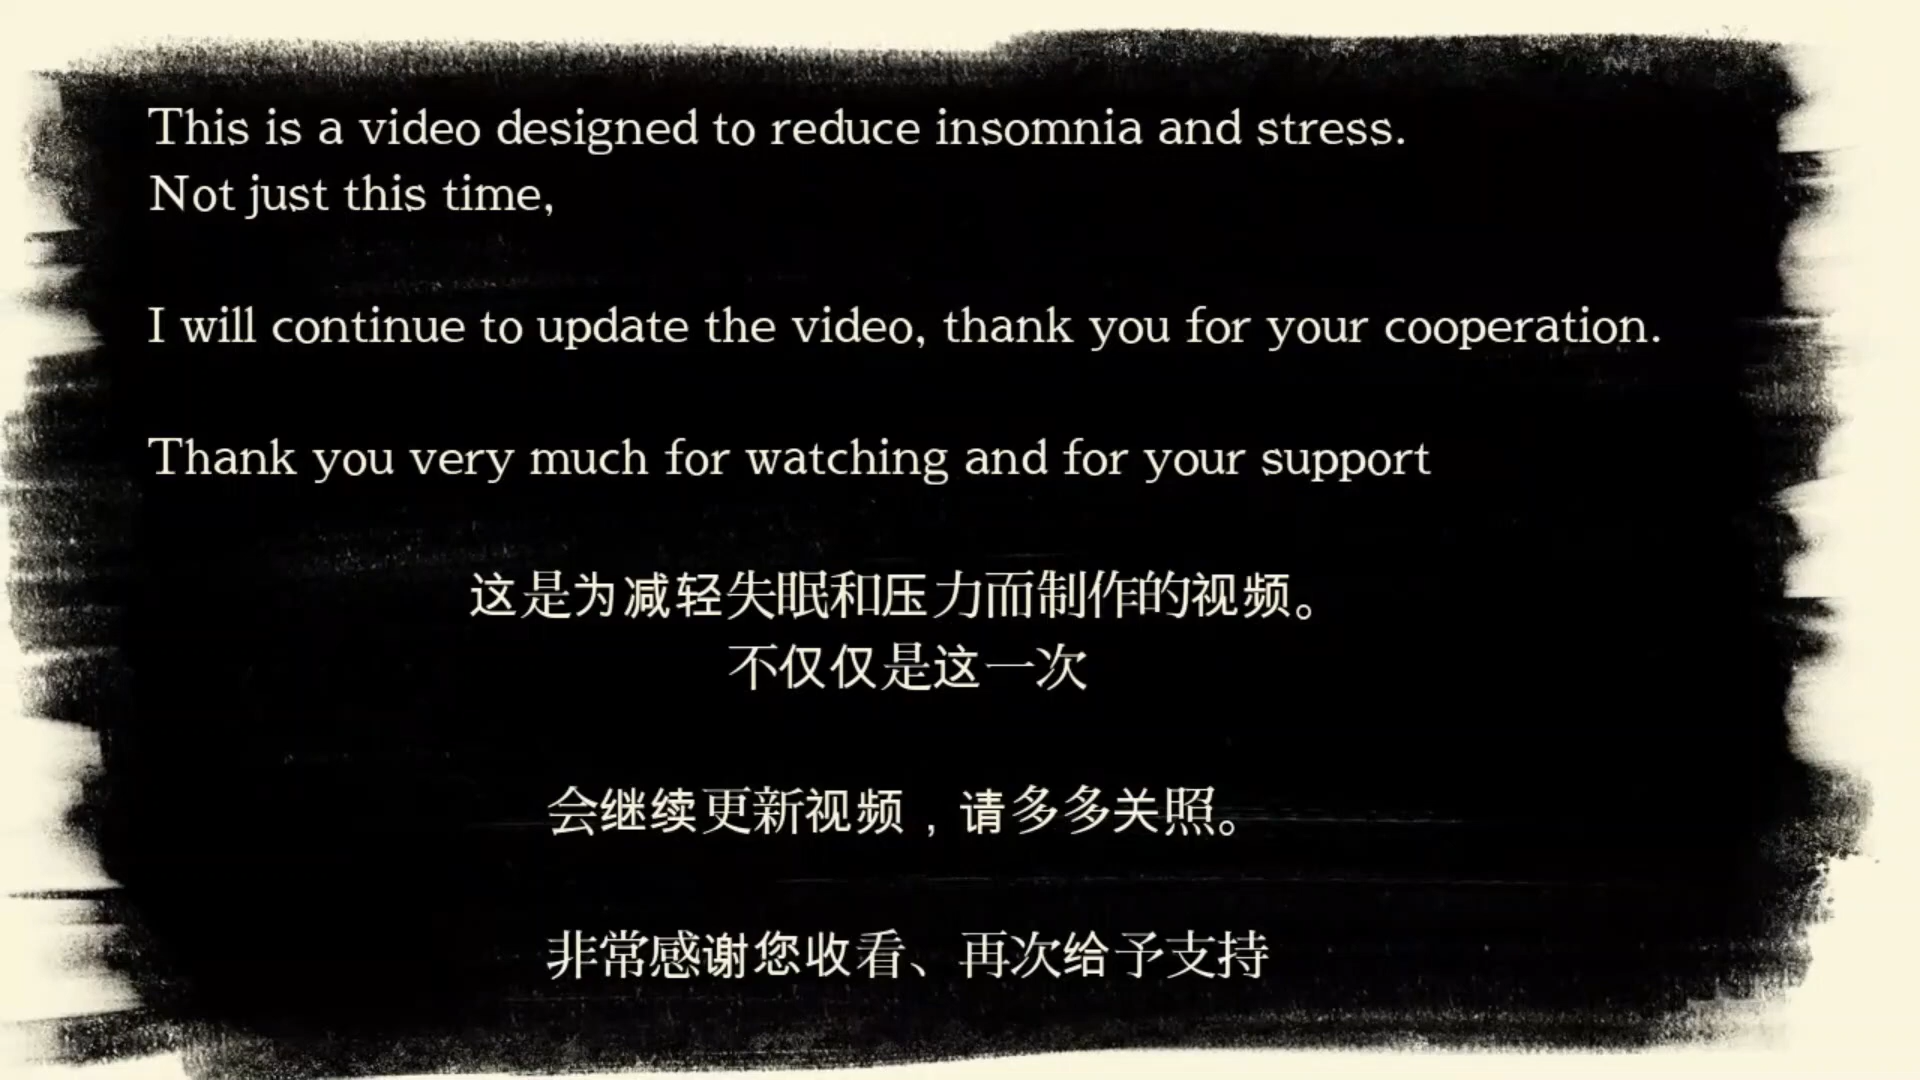 This is a video designed to reduce insomnia and stress.
Not just this time,
I will continue to update the video, thank you for your cooperation.
Thank you very much for watching and for your support
这是为减轻失眠和压力而制作的视频。
不仅仅是这一次
会继续更新视频，请多多关照。
非常感谢您收看、再次给予支持